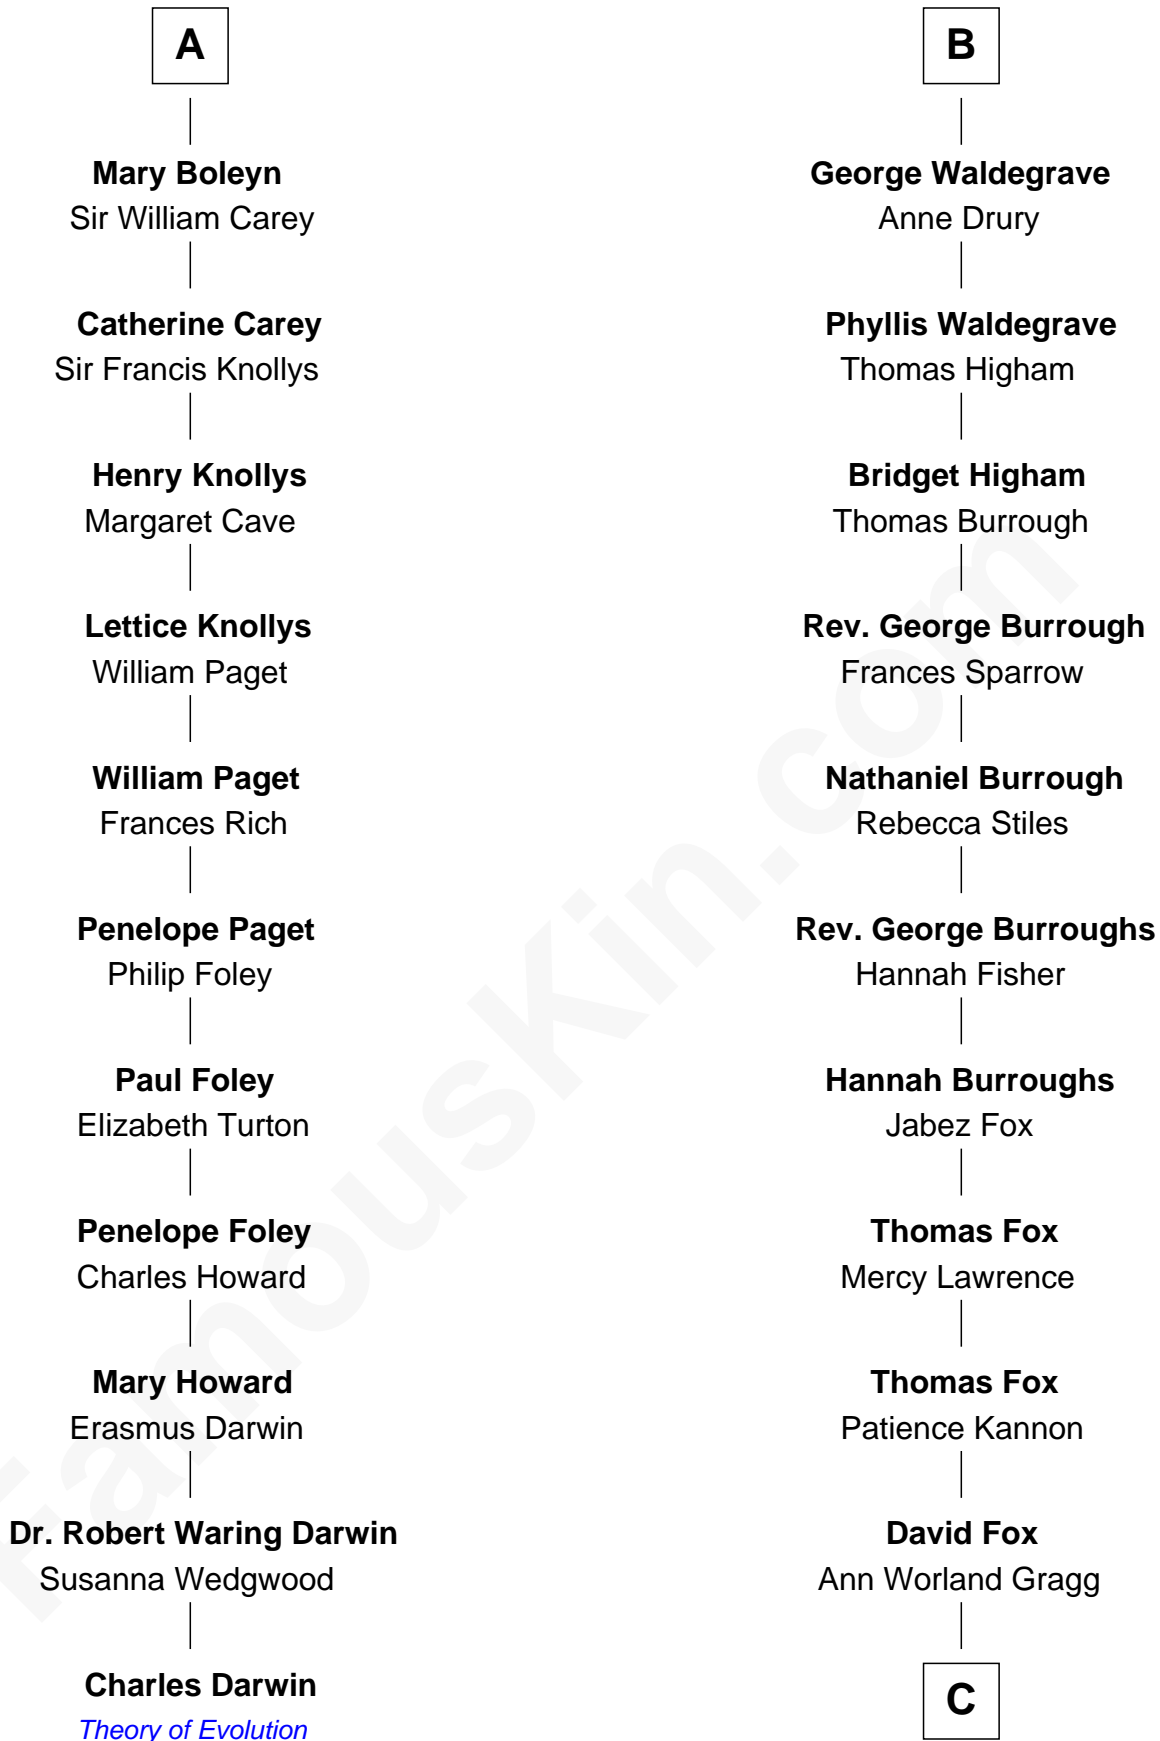 A
Mary Boleyn
Sir William Carey
Catherine Carey
Sir Francis Knollys
Henry Knollys
Margaret Cave
Lettice Knollys
William Paget
William Paget
Frances Rich
Penelope Paget
Philip Foley
Paul Foley
Elizabeth Turton
Penelope Foley
Charles Howard
Mary Howard
Erasmus Darwin
Dr. Robert Waring Darwin
Susanna Wedgwood
Charles Darwin
Theory of Evolution
B
George Waldegrave
Anne Drury
Phyllis Waldegrave
Thomas Higham
Bridget Higham
Thomas Burrough
Rev. George Burrough
Frances Sparrow
Nathaniel Burrough
Rebecca Stiles
Rev. George Burroughs
Hannah Fisher
Hannah Burroughs
Jabez Fox
Thomas Fox
Mercy Lawrence
Thomas Fox
Patience Kannon
David Fox
Ann Worland Gragg
C
FamousKin.com